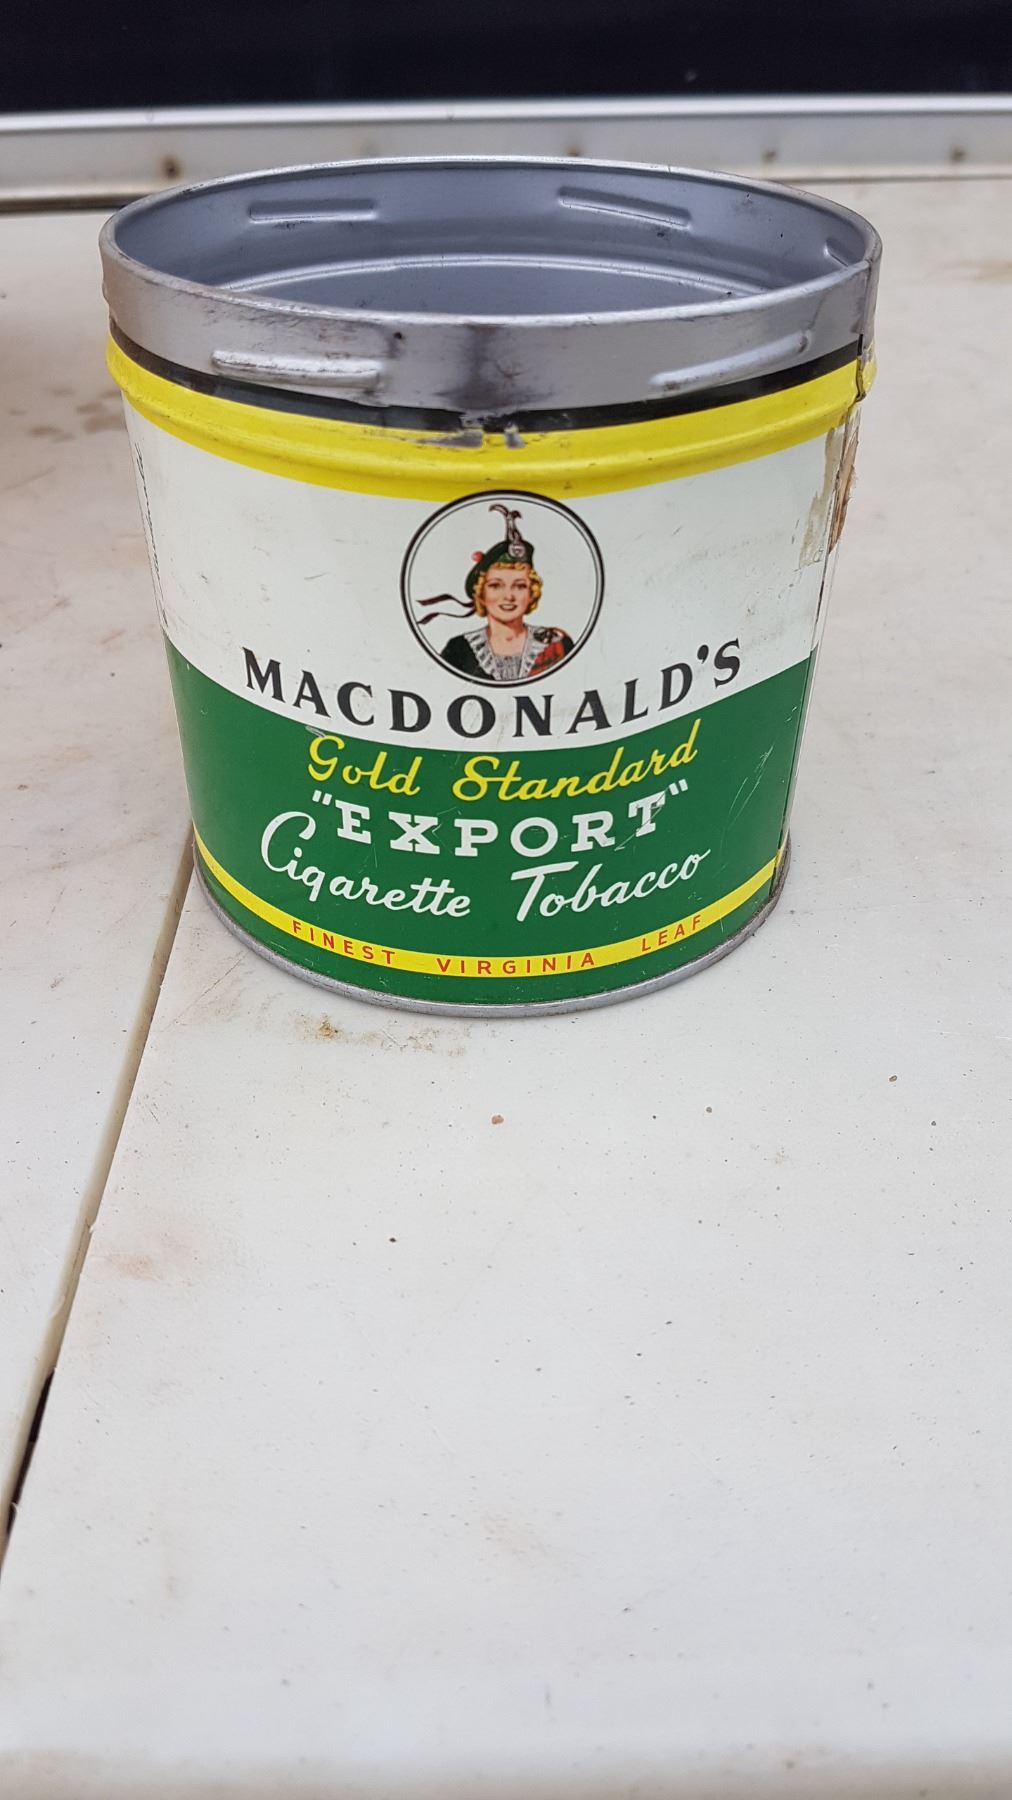 MACDONALD'S
Gold Standard
"EXPORT"
Cigarette Tobacco
FINEST VIRGINIA LEAF